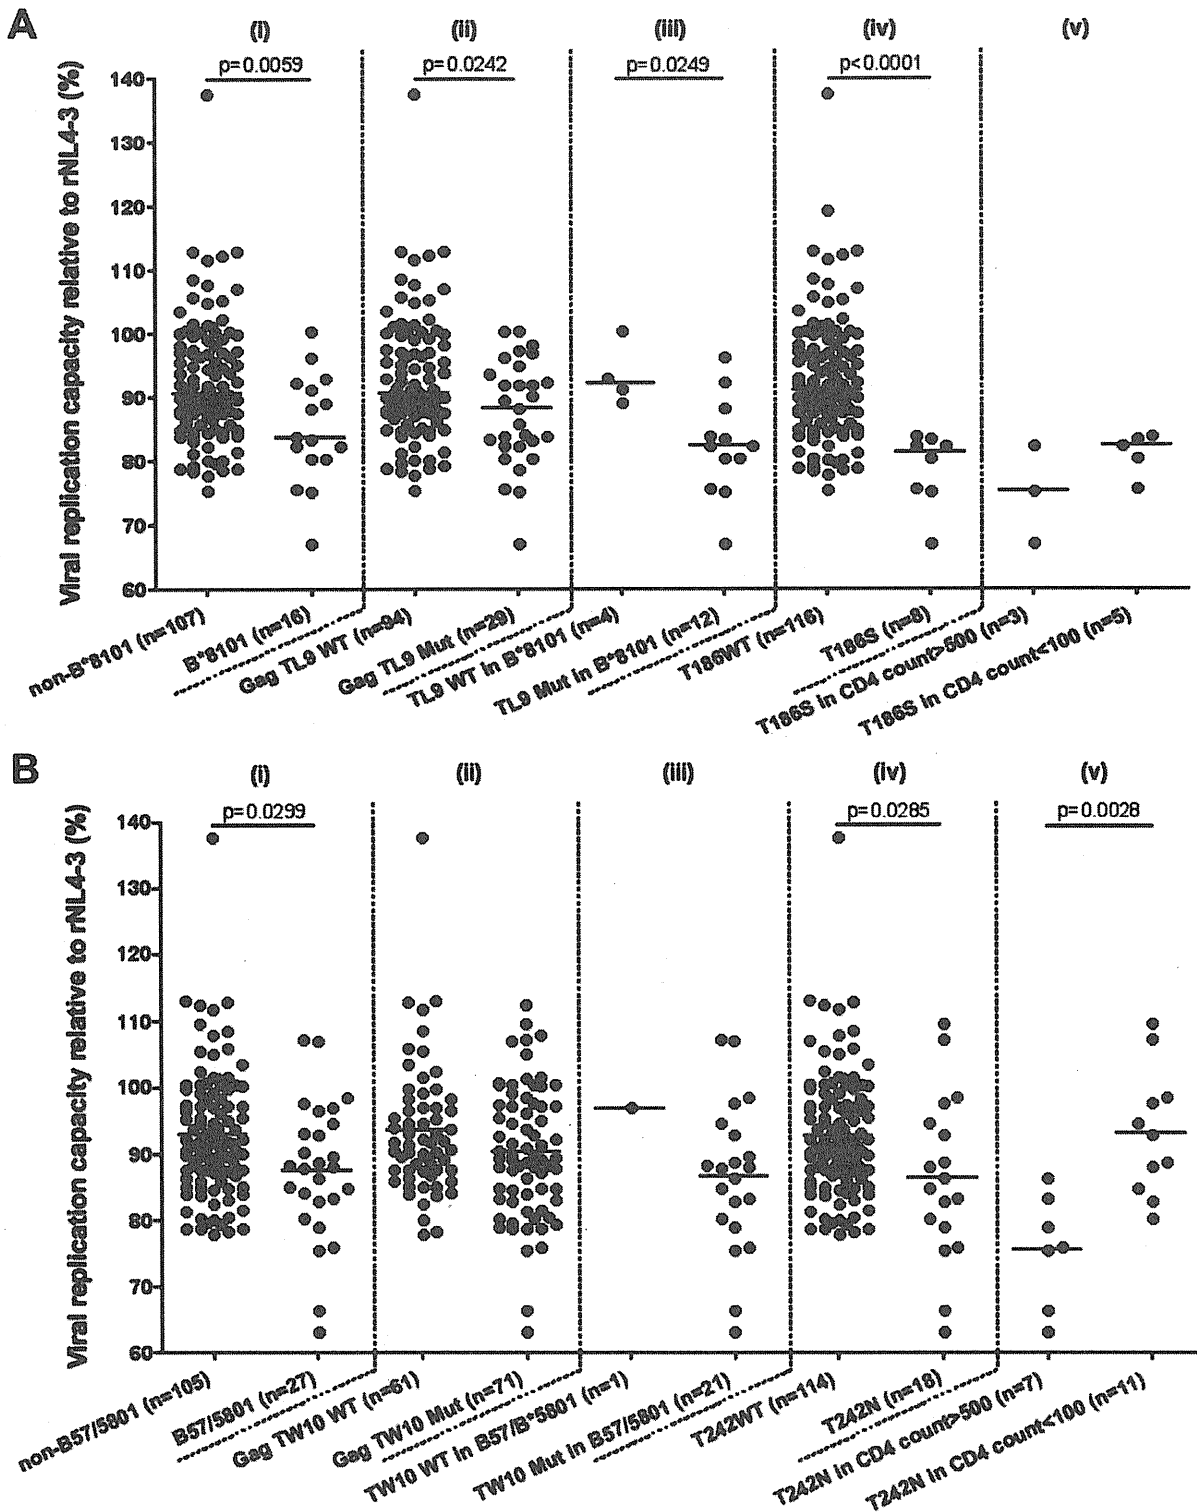 A
(i) (ii) (iii) (iv) (v)
p=0.0059 p=0.0242 p=0.0249 p<0.0001
Viral replication capacity relative to rNL4-3 (%)
140
130
120
110
100
90
80
70
60
non-B*8101 (n=107)
B*8101 (n=16)
Gag TL9 WT (n=94)
Gag TL9 Mut (n=29)
TL9 WT in B*8101 (n=4)
TL9 Mut in B*8101 (n=12)
T186WT (n=116)
T186S (n=8)
T186S in CD4 count>500 (n=3)
T186S in CD4 count<100 (n=5)
B
(i) (ii) (iii) (iv) (v)
p=0.0299 p=0.0285 p=0.0028
Viral replication capacity relative to rNL4-3 (%)
140
130
120
110
100
90
80
70
60
non-B57/5801 (n=105)
B57/5801 (n=27)
Gag TW10 WT (n=61)
Gag TW10 Mut (n=71)
TW10 WT in B57/B*5801 (n=1)
TW10 Mut in B57/5801 (n=21)
T242WT (n=114)
T242N (n=18)
T242N in CD4 count>500 (n=7)
T242N in CD4 count<100 (n=11)